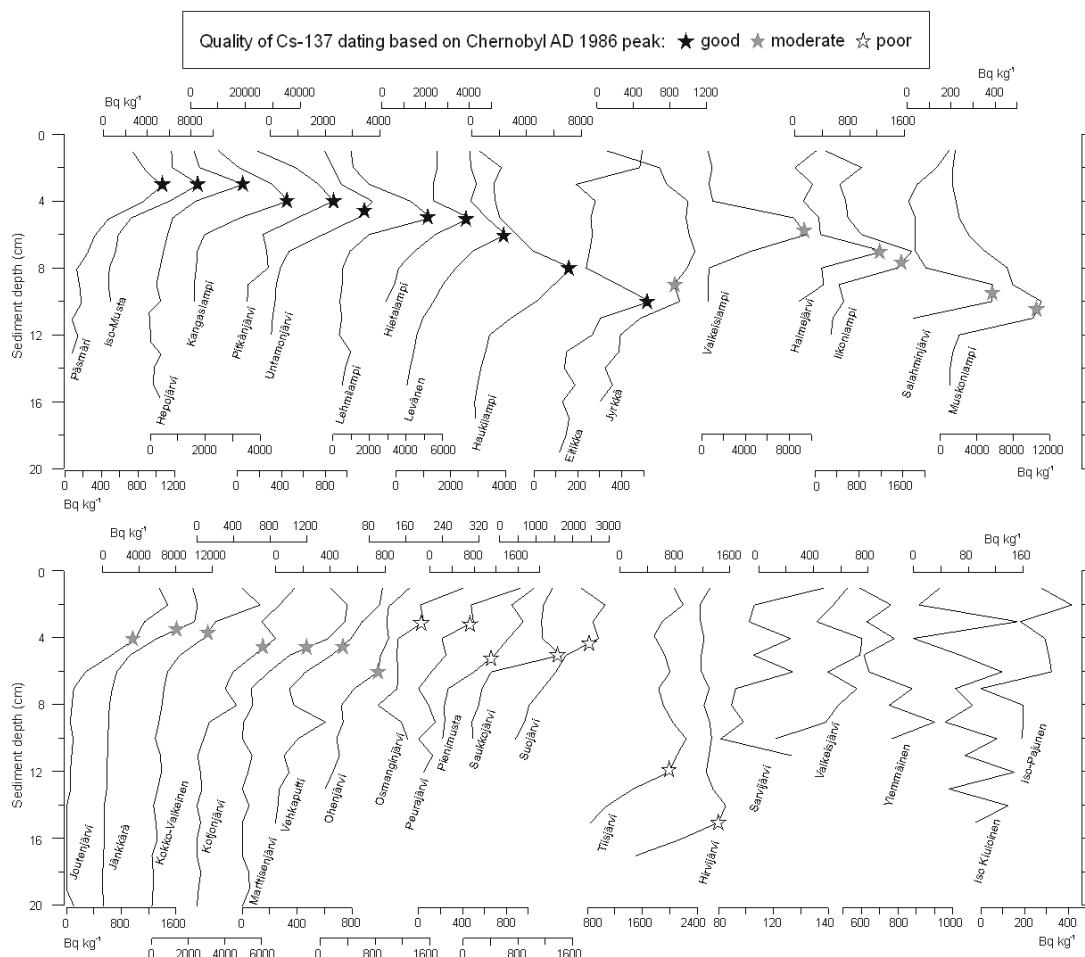 Quality of Cs-137 dating based on Chernobyl AD 1986 peak: good moderate poor
Bq kg-1
0 200 400
0 20000 40000 0 2000 4000 6000 0 400 800 1200
Bq kg-1
0 4000 8000 0 2000 4000 0 4000 8000 0 800 1600
0
4
8
12
16
20
Sediment depth (cm)
Päsmäri
Iso-Musta
Hepojärvi
Kangaslampi
Pitkänjärvi
Untamonjärvi
Lehmilampi
Hietalampi
Levänen
Haukilampi
Etikka
Jyrkkä
Valkeislampi
Haimejärvi
Ilkonlampi
Salahminjärvi
Muskonlampi
0 2000 4000 0 2000 4000 6000 0 4000 8000 0 4000 8000 12000
0 400 800 1200 0 400 800 0 2000 4000 0 200 400 0 800 1600
Bq kg-1
Bq kg-1
Bq kg-1
0 400 800 1200 80 160 240 320 0 1000 2000 3000
Bq kg-1
Bq kg-1
0 4000 8000 12000 0 400 800 0 800 1600 0 800 1600 0 400 800 0 80 160
0
4
8
12
16
20
Sediment depth (cm)
Joutenjärvi
Jänkkärä
Kokko-Valkeinen
Kotjonjärvi
Marttisenjärvi
Vehkaputti
Ohenjärvi
Osmanginjärvi
Peurajärvi
Pienimusta
Saukkojärvi
Suojärvi
Tiisjärvi
Hirvijärvi
Sarvijärvi
Valkeisjärvi
Ylemmäinen
Iso Kiuloinen
Iso-Pajunen
0 800 1600 0 400 800 0 400 800 800 1600 2400 80 120 140 600 800 1000 0 200 400
Bq kg-1
Bq kg-1
0 2000 4000 6000 0 800 1600 0 800 1600